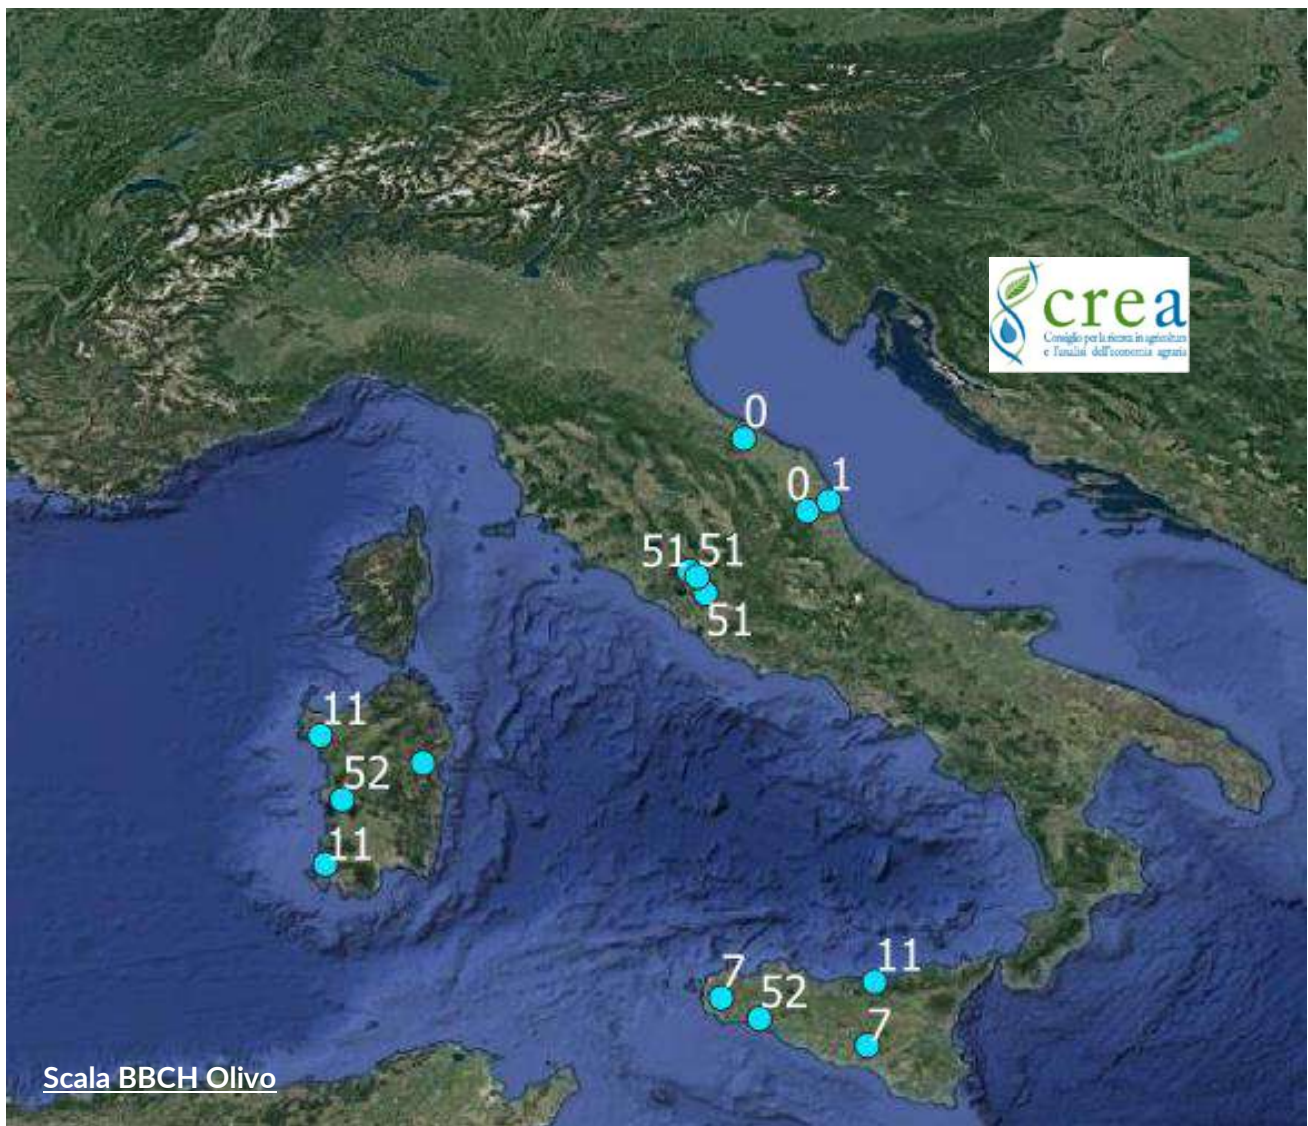 crea
Consiglio per la ricerca in agricoltura
e l'analisi dell'economia agraria
0
0 1
51 51
51
11
52
11
11
7 52
7
Scala BBCH Olivo